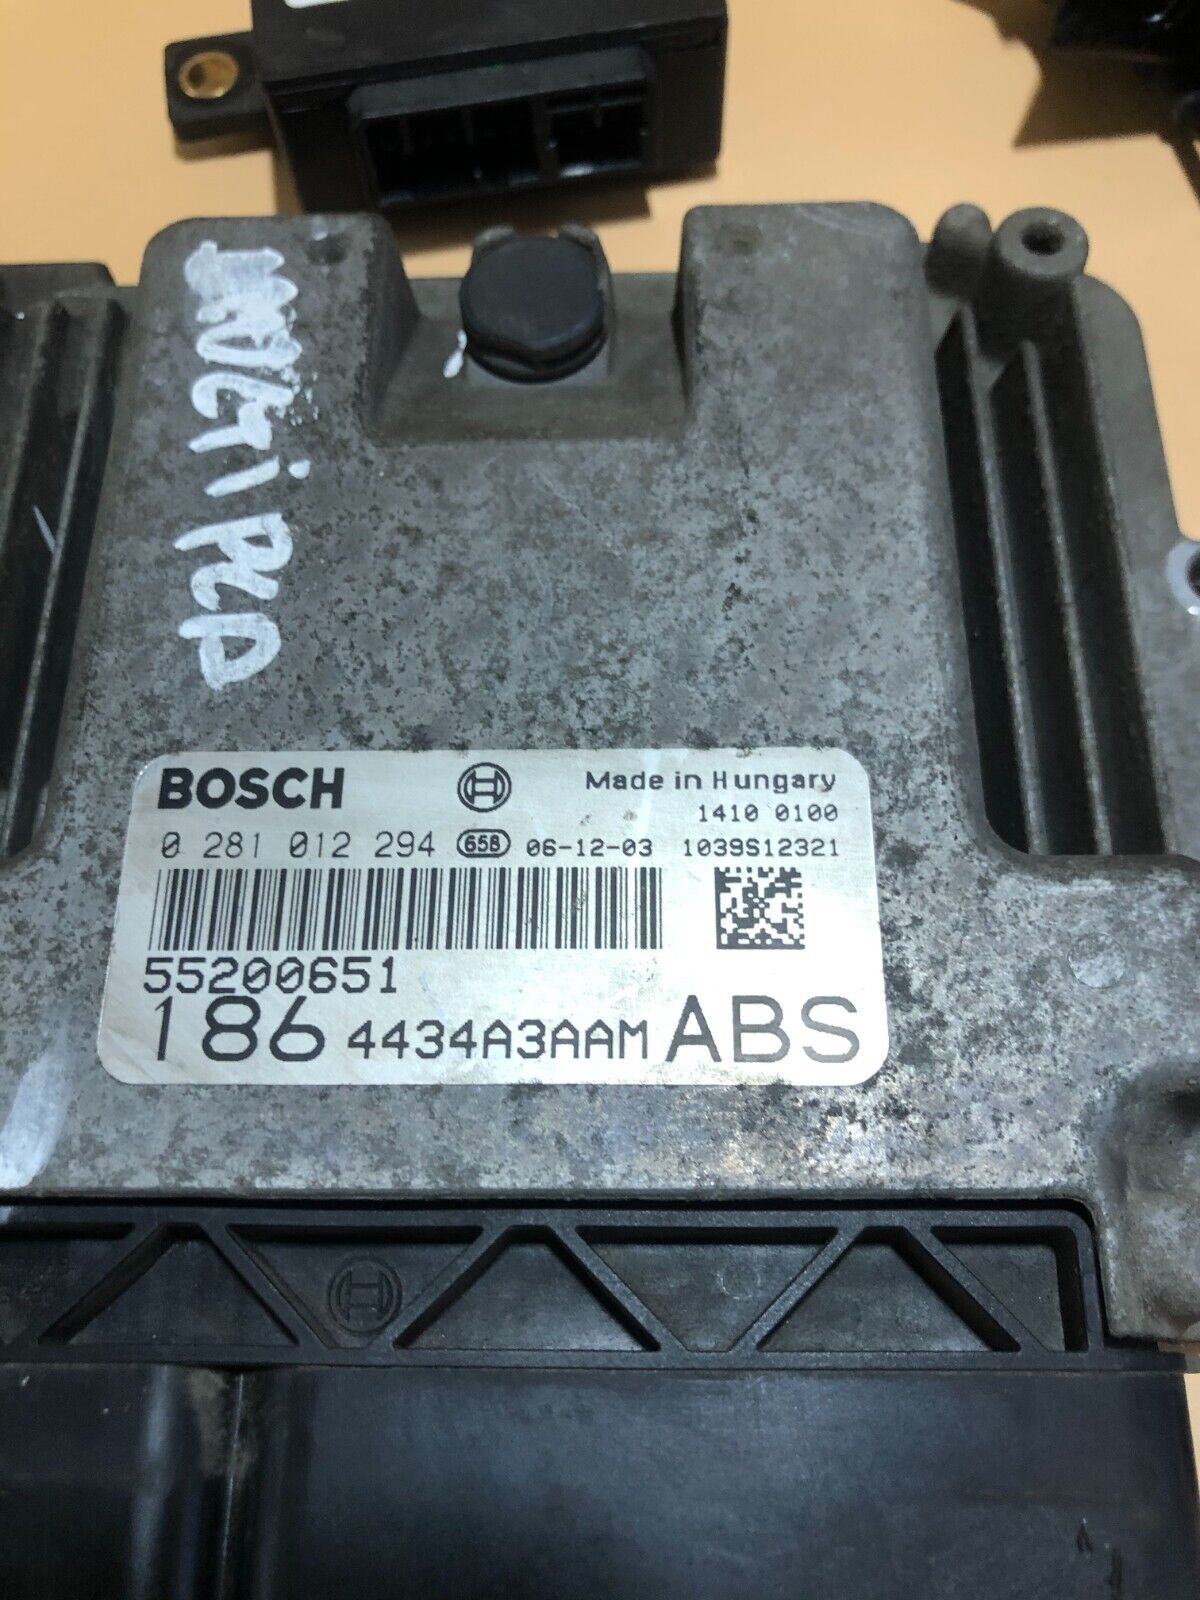 BOSCH Made in Hungary
1410 0100
0 281 012 294 658 06-12-03 1039S12321
55200651
186 4434A3AAM ABS